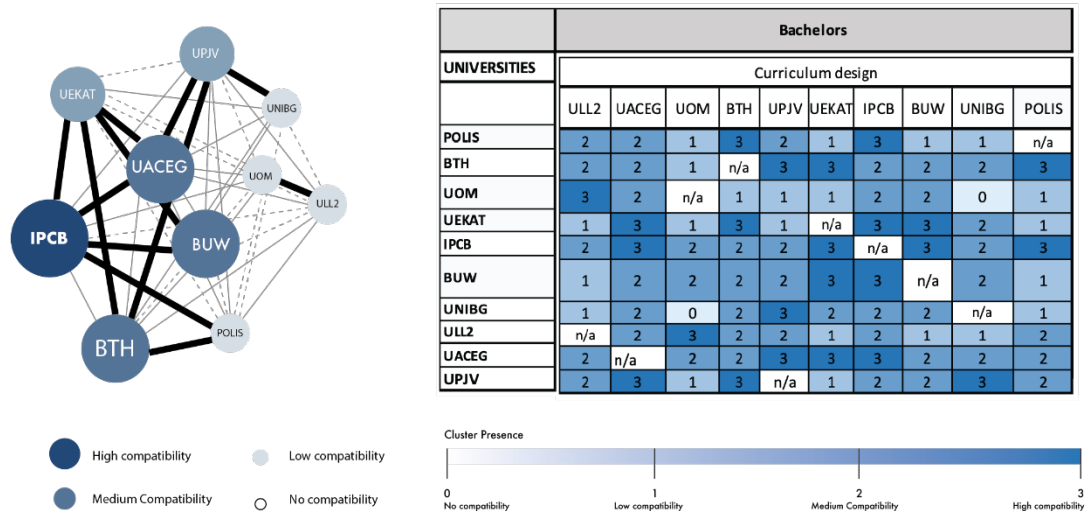 UPJV
UEKAT
UNIBG
UACEG
UOM
ULL2
IPCB
BUW
POLIS
BTH
High compatibility
Low compatibility
Medium Compatibility
No compatibility
Bachelors
UNIVERSITIES
Curriculum design
ULL2 UACEG UOM BTH UPJV UEKAT IPCB BUW UNIBG POLIS
POLIS 2 2 1 3 2 1 3 1 1 n/a
BTH 2 2 1 n/a 3 3 2 2 2 3
UOM 3 2 n/a 1 1 1 2 2 0 1
UEKAT 1 3 1 3 1 n/a 3 3 2 1
IPCB 2 3 2 2 2 3 n/a 3 2 3
BUW 1 2 2 2 2 3 3 n/a 2 1
UNIBG 1 2 0 2 3 2 2 2 n/a 1
ULL2 n/a 2 3 2 2 1 2 1 1 2
UACEG 2 n/a 2 2 3 3 3 2 2 2
UPJV 2 3 1 3 n/a 1 2 2 3 2
Cluster Presence
0 1 2 3
No compatibility Low compatibility Medium Compatibility High compatibility